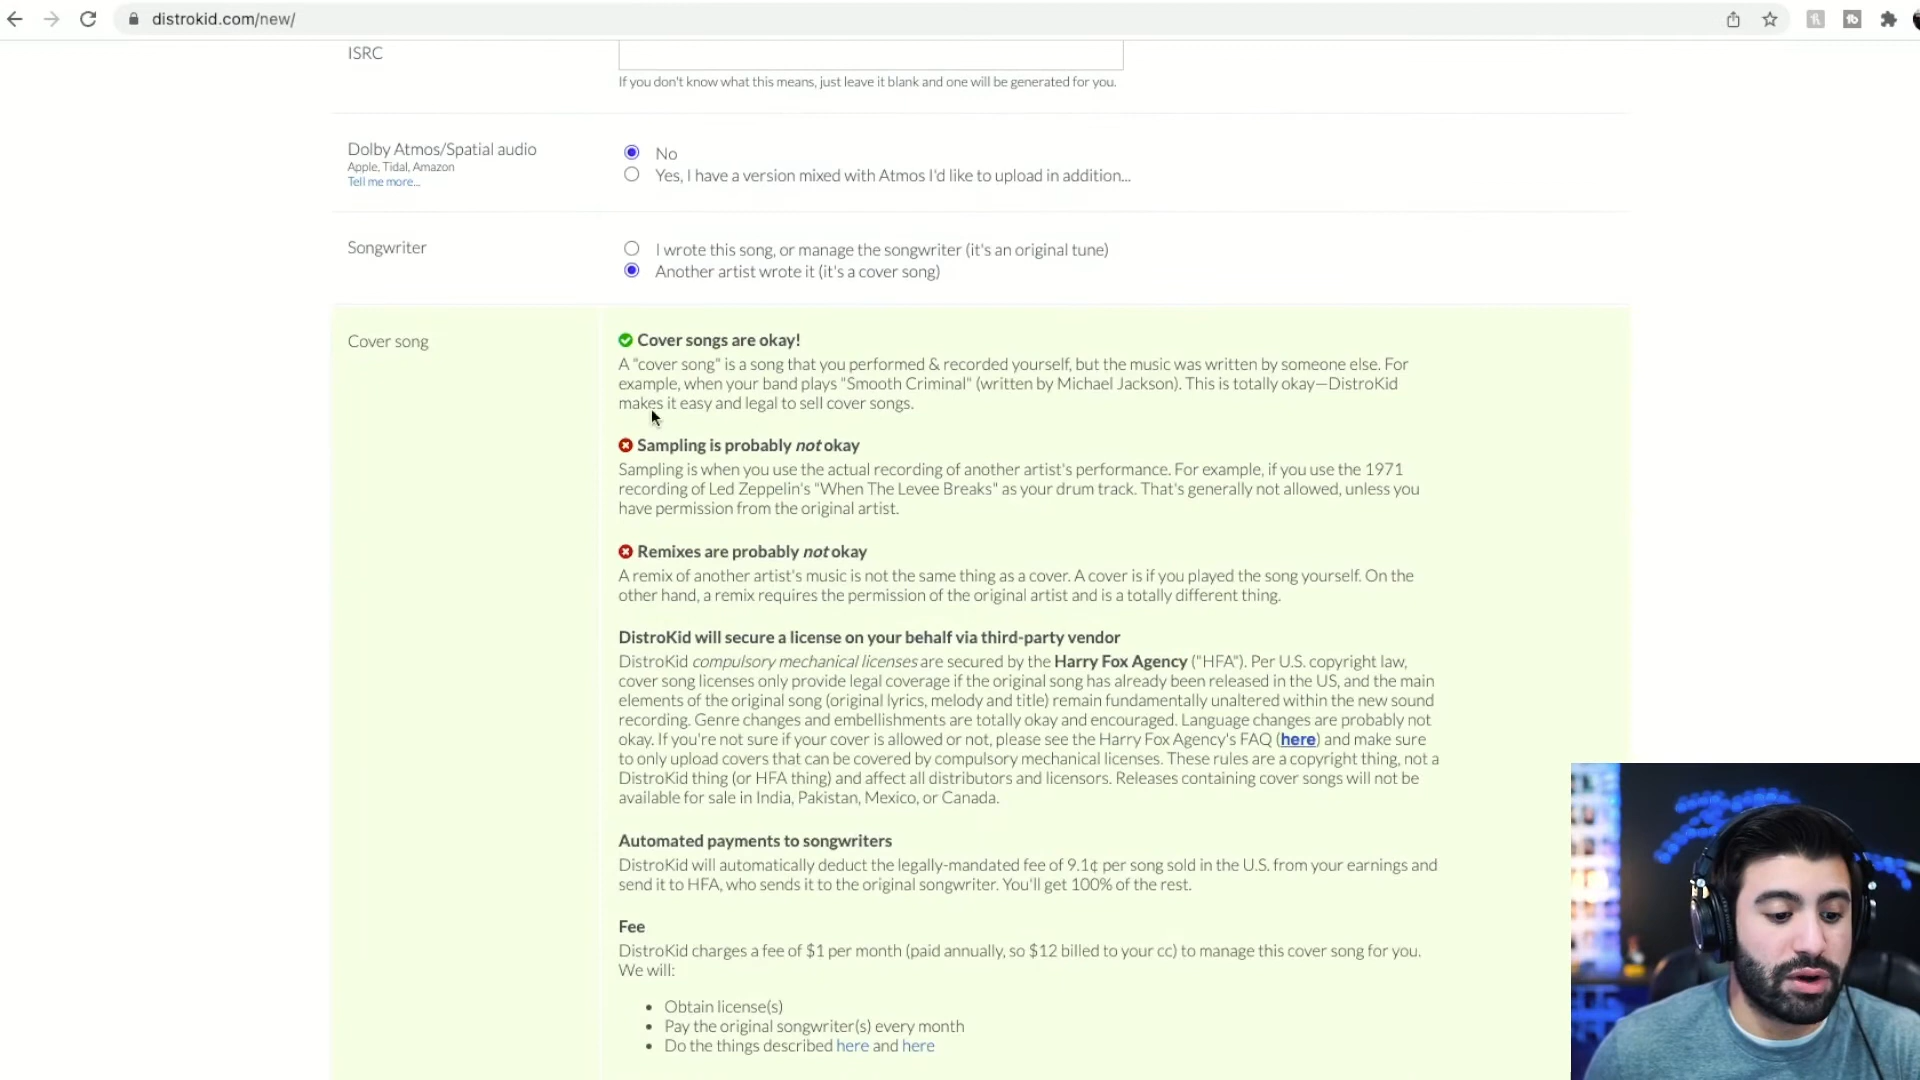 distrokid.com/new/
ISRC
If you don't know what this means, just leave it blank and one will be generated for you.
Dolby Atmos/Spatial audio
Apple, Tidal, Amazon
Tell me more...
No
Yes, I have a version mixed with Atmos I'd like to upload in addition...
Songwriter
I wrote this song, or manage the songwriter (it's an original tune)
Another artist wrote it (it's a cover song)
Cover song
Cover songs are okay!
A "cover song" is a song that you performed & recorded yourself, but the music was written by someone else. For
example, when your band plays "Smooth Criminal" (written by Michael Jackson). This is totally okay—DistroKid
makes it easy and legal to sell cover songs.
Sampling is probably not okay
Sampling is when you use the actual recording of another artist's performance. For example, if you use the 1971
recording of Led Zeppelin's "When The Levee Breaks" as your drum track. That's generally not allowed, unless you
have permission from the original artist.
Remixes are probably not okay
A remix of another artist's music is not the same thing as a cover. A cover is if you played the song yourself. On the
other hand, a remix requires the permission of the original artist and is a totally different thing.
DistroKid will secure a license on your behalf via third-party vendor
DistroKid compulsory mechanical licenses are secured by the Harry Fox Agency ("HFA"). Per U.S. copyright law,
cover song licenses only provide legal coverage if the original song has already been released in the US, and the main
elements of the original song (original lyrics, melody and title) remain fundamentally unaltered within the new sound
recording. Genre changes and embellishments are totally okay and encouraged. Language changes are probably not
okay. If you're not sure if your cover is allowed or not, please see the Harry Fox Agency's FAQ (here) and make sure
to only upload covers that can be covered by compulsory mechanical licenses. These rules are a copyright thing, not a
DistroKid thing (or HFA thing) and affect all distributors and licensors. Releases containing cover songs will not be
available for sale in India, Pakistan, Mexico, or Canada.
Automated payments to songwriters
DistroKid will automatically deduct the legally-mandated fee of 9.1¢ per song sold in the U.S. from your earnings and
send it to HFA, who sends it to the original songwriter. You'll get 100% of the rest.
Fee
DistroKid charges a fee of $1 per month (paid annually, so $12 billed to your cc) to manage this cover song for you.
We will:
• Obtain license(s)
• Pay the original songwriter(s) every month
• Do the things described here and here